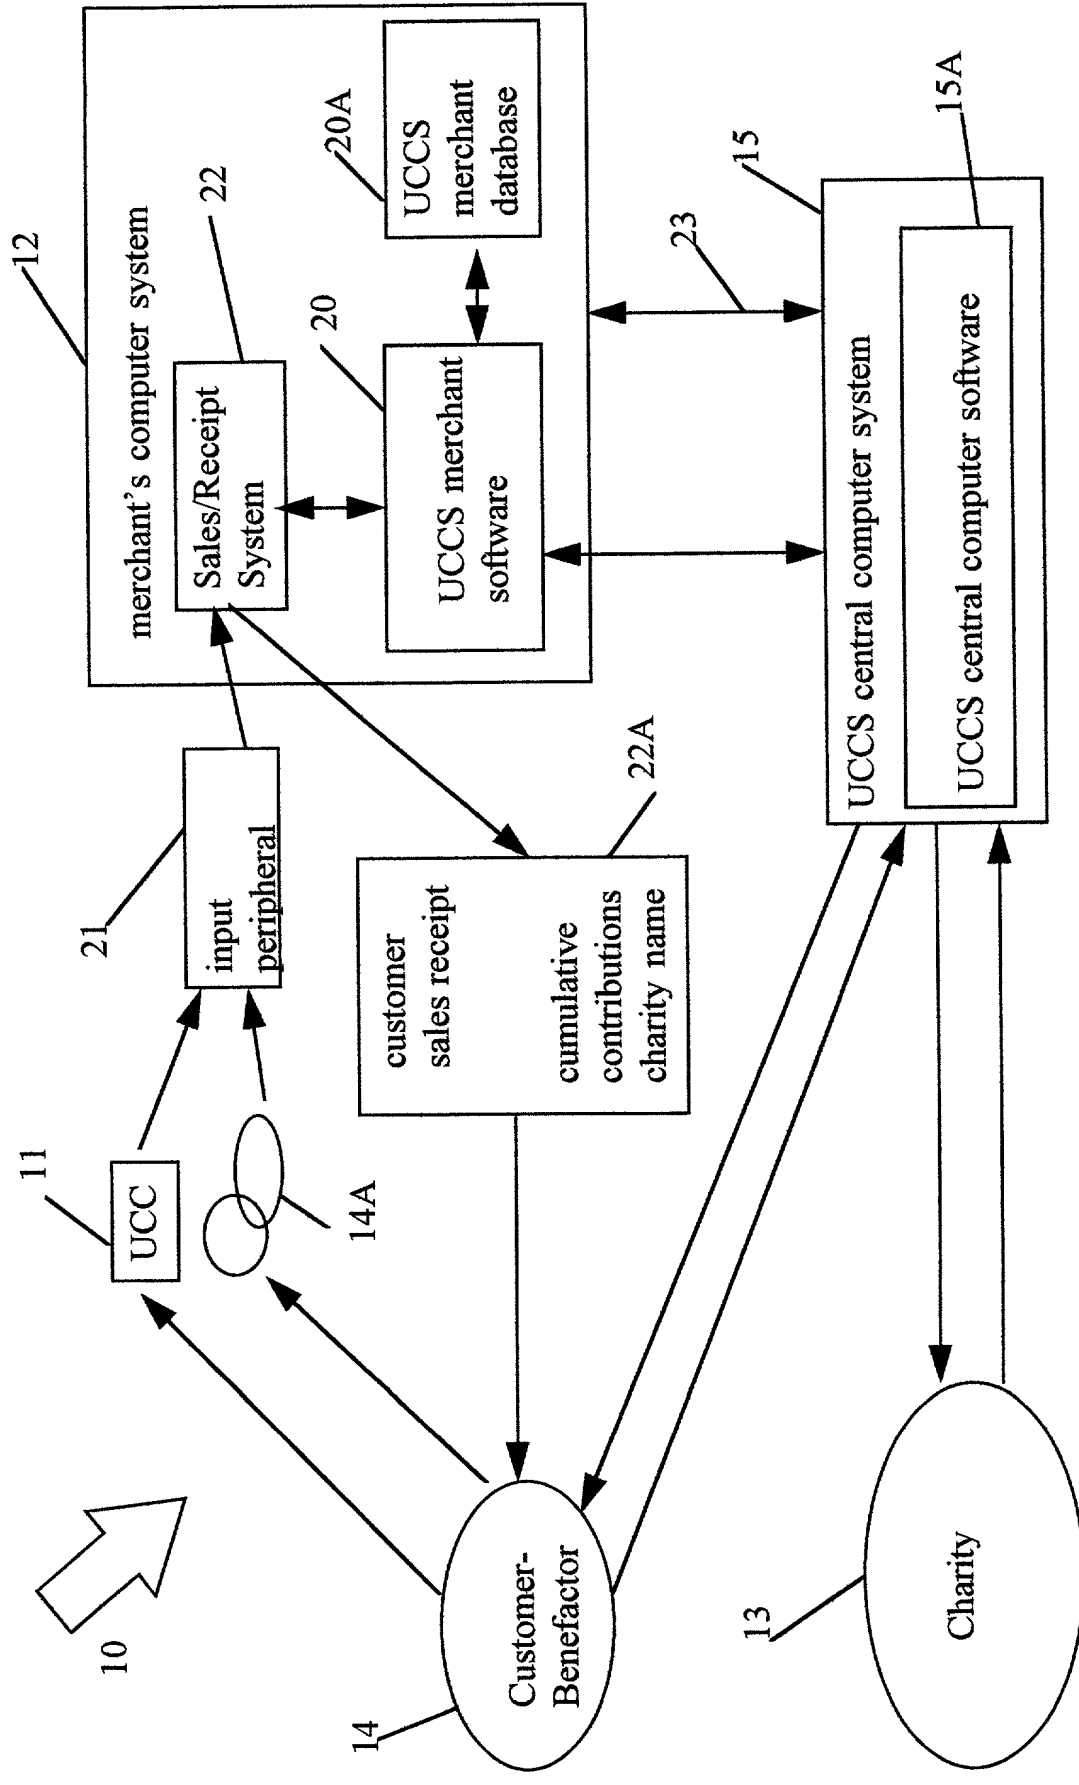 10
14
Customer-
Benefactor
11
UCC
14A
21
input
peripheral
12
merchant's computer system
22
Sales/Receipt
System
20
UCCS merchant
software
20A
UCCS
merchant
database
customer
sales receipt
cumulative
contributions
charity name
22A
23
13
Charity
15
UCCS central computer system
15A
UCCS central computer software